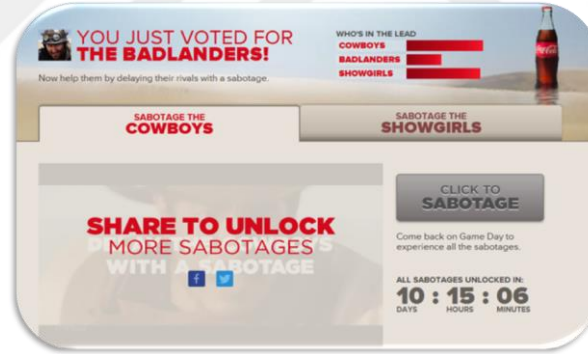 YOU JUST VOTED FOR
THE BADLANDERS!
Now help them by delaying their rivals with a sabotage.
WHO'S IN THE LEAD
COWBOYS
BADLANDERS
SHOWGIRLS
Coca-Cola
SABOTAGE THE
COWBOYS
SABOTAGE THE
SHOWGIRLS
SHARE TO UNLOCK
MORE SABOTAGES
WITH A SABOTAGE
f
CLICK TO
SABOTAGE
Come back on Game Day to
experience all the sabotages.
ALL SABOTAGES UNLOCKED IN:
10 : 15 : 06
DAYS HOURS MINUTES